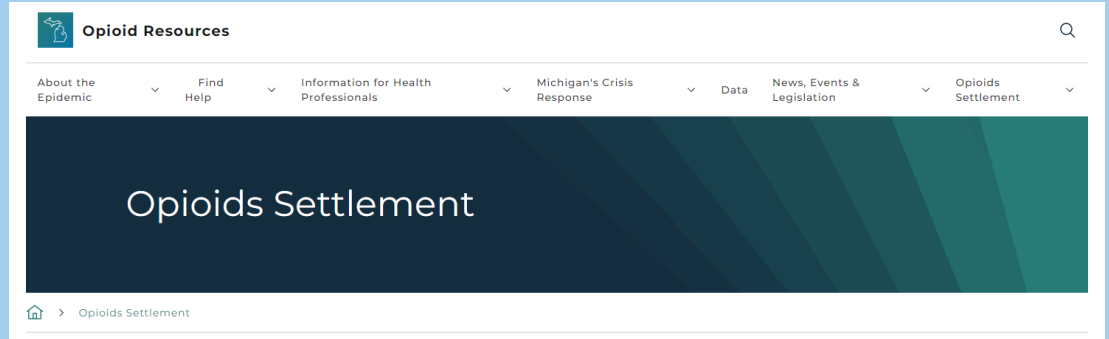 Opioid Resources
About the
Epidemic
Find
Help
Information for Health
Professionals
Michigan's Crisis
Response
Data
News, Events &
Legislation
Opioids
Settlement
Opioids Settlement
> Opioids Settlement